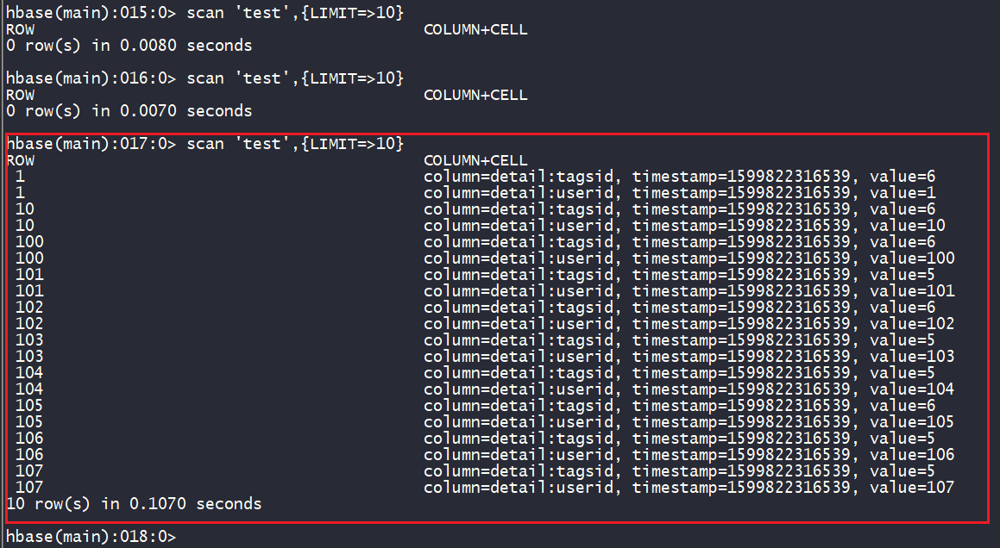 hbase(main):015:0> scan 'test',{LIMIT=>10}
ROW COLUMN+CELL
0 row(s) in 0.0080 seconds
hbase(main):016:0> scan 'test',{LIMIT=>10}
ROW COLUMN+CELL
0 row(s) in 0.0070 seconds
hbase(main):017:0> scan 'test',{LIMIT=>10}
ROW COLUMN+CELL
1 column=detail:tagsid, timestamp=1599822316539, value=6
1 column=detail:userid, timestamp=1599822316539, value=1
10 column=detail:tagsid, timestamp=1599822316539, value=6
10 column=detail:userid, timestamp=1599822316539, value=10
100 column=detail:tagsid, timestamp=1599822316539, value=6
100 column=detail:userid, timestamp=1599822316539, value=100
101 column=detail:tagsid, timestamp=1599822316539, value=5
101 column=detail:userid, timestamp=1599822316539, value=101
102 column=detail:tagsid, timestamp=1599822316539, value=6
102 column=detail:userid, timestamp=1599822316539, value=102
103 column=detail:tagsid, timestamp=1599822316539, value=5
103 column=detail:userid, timestamp=1599822316539, value=103
104 column=detail:tagsid, timestamp=1599822316539, value=5
104 column=detail:userid, timestamp=1599822316539, value=104
105 column=detail:tagsid, timestamp=1599822316539, value=6
105 column=detail:userid, timestamp=1599822316539, value=105
106 column=detail:tagsid, timestamp=1599822316539, value=5
106 column=detail:userid, timestamp=1599822316539, value=106
107 column=detail:tagsid, timestamp=1599822316539, value=5
107 column=detail:userid, timestamp=1599822316539, value=107
10 row(s) in 0.1070 seconds
hbase(main):018:0>